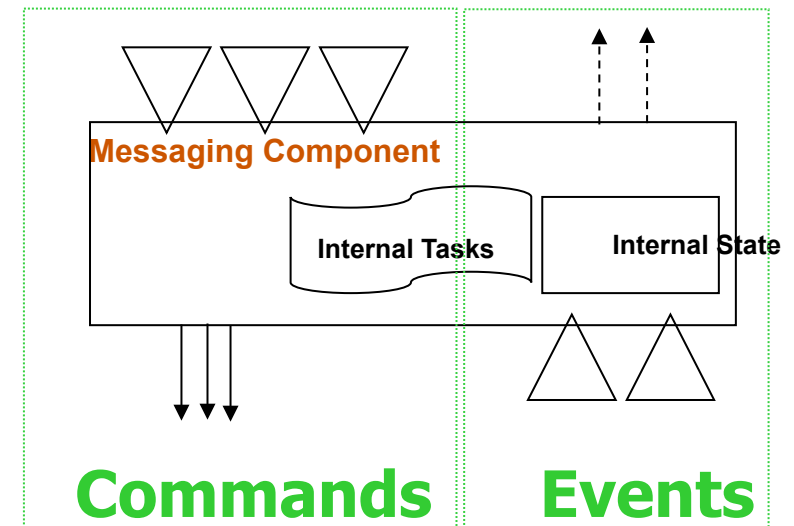 Messaging Component
Internal Tasks
Internal State
Commands
Events